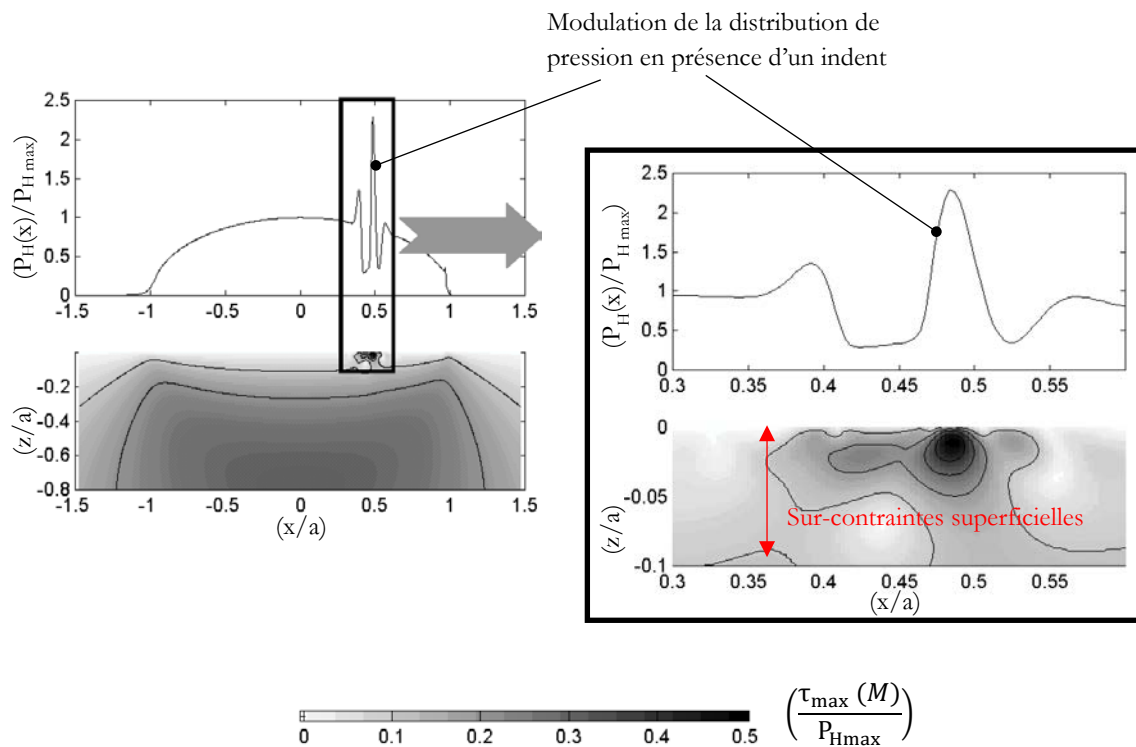 Modulation de la distribution de
pression en présence d'un indent
2.5
2
1.5
1
0.5
0
(P_H(x)/P_H max)
-1.5 -1 -0.5 0 0.5 1 1.5
-0.2
-0.4
-0.6
-0.8
(z/a)
-1.5 -1 -0.5 0 0.5 1 1.5
(x/a)
2.5
2
1.5
1
0.5
0
(P_H(x)/P_H max)
0.3 0.35 0.4 0.45 0.5 0.55
0
-0.05
-0.1
(z/a)
Sur-contraintes superficielles
0.3 0.35 0.4 0.45 0.5 0.55
(x/a)
0 0.1 0.2 0.3 0.4 0.5
(τ_max (M) / P_Hmax)